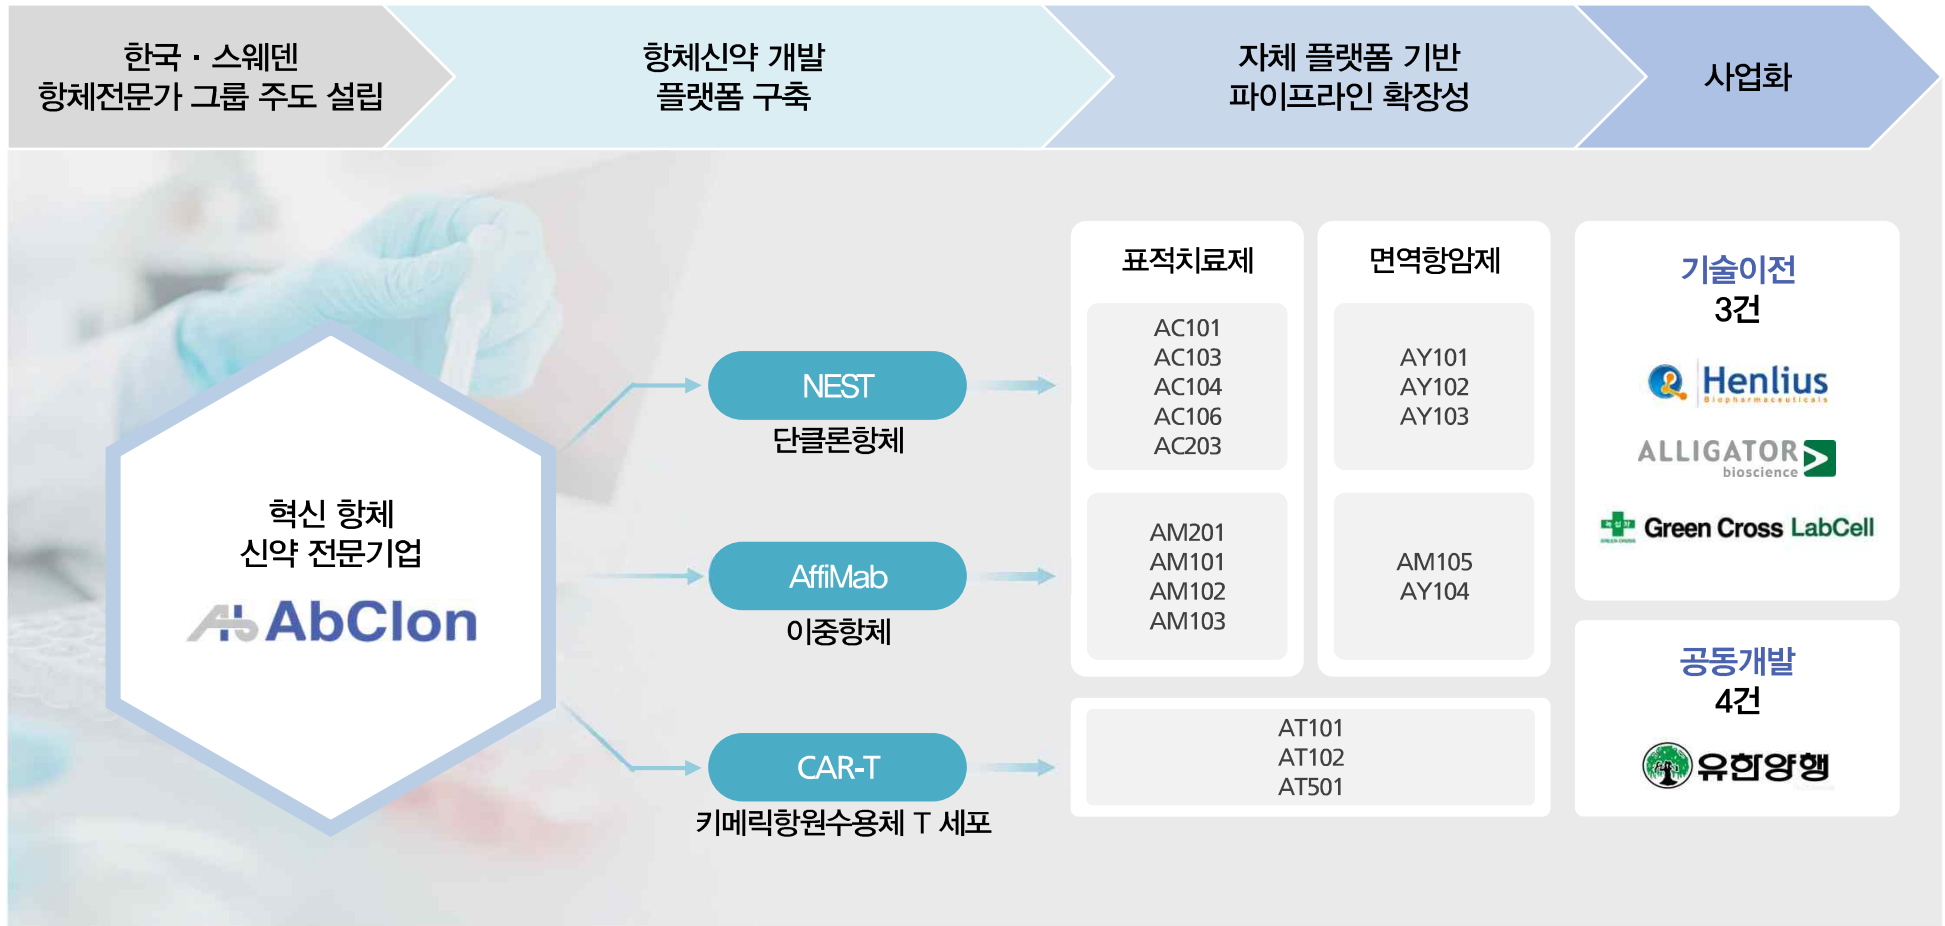 한국 · 스웨덴
항체전문가 그룹 주도 설립
항체신약 개발
플랫폼 구축
자체 플랫폼 기반
파이프라인 확장성
사업화
혁신 항체
신약 전문기업
AbClon
NEST
단클론항체
AffiMab
이중항체
CAR-T
키메릭항원수용체 T 세포
표적치료제
AC101
AC103
AC104
AC106
AC203
AM201
AM101
AM102
AM103
면역항암제
AY101
AY102
AY103
AM105
AY104
AT101
AT102
AT501
기술이전
3건
Henlius
Biopharmaceuticals
ALLIGATOR
bioscience
녹십자
GREEN CROSS
Green Cross LabCell
공동개발
4건
유한양행